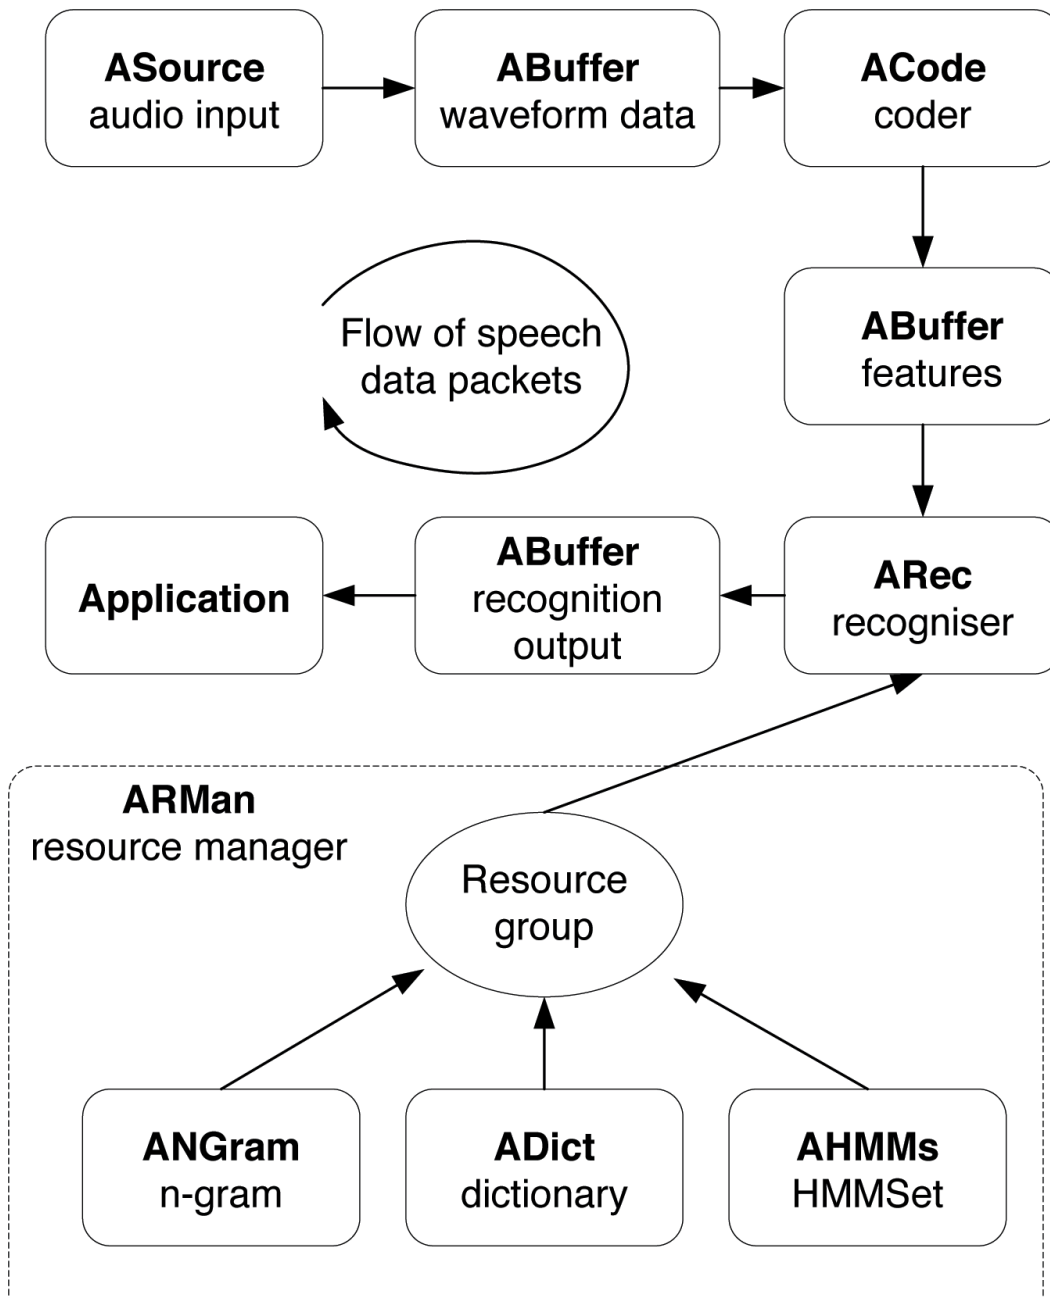 ASource
audio input
ABuffer
waveform data
ACode
coder
Flow of speech
data packets
ABuffer
features
Application
ABuffer
recognition
output
ARec
recogniser
ARMan
resource manager
Resource
group
ANGram
n-gram
ADict
dictionary
AHMMs
HMMSet